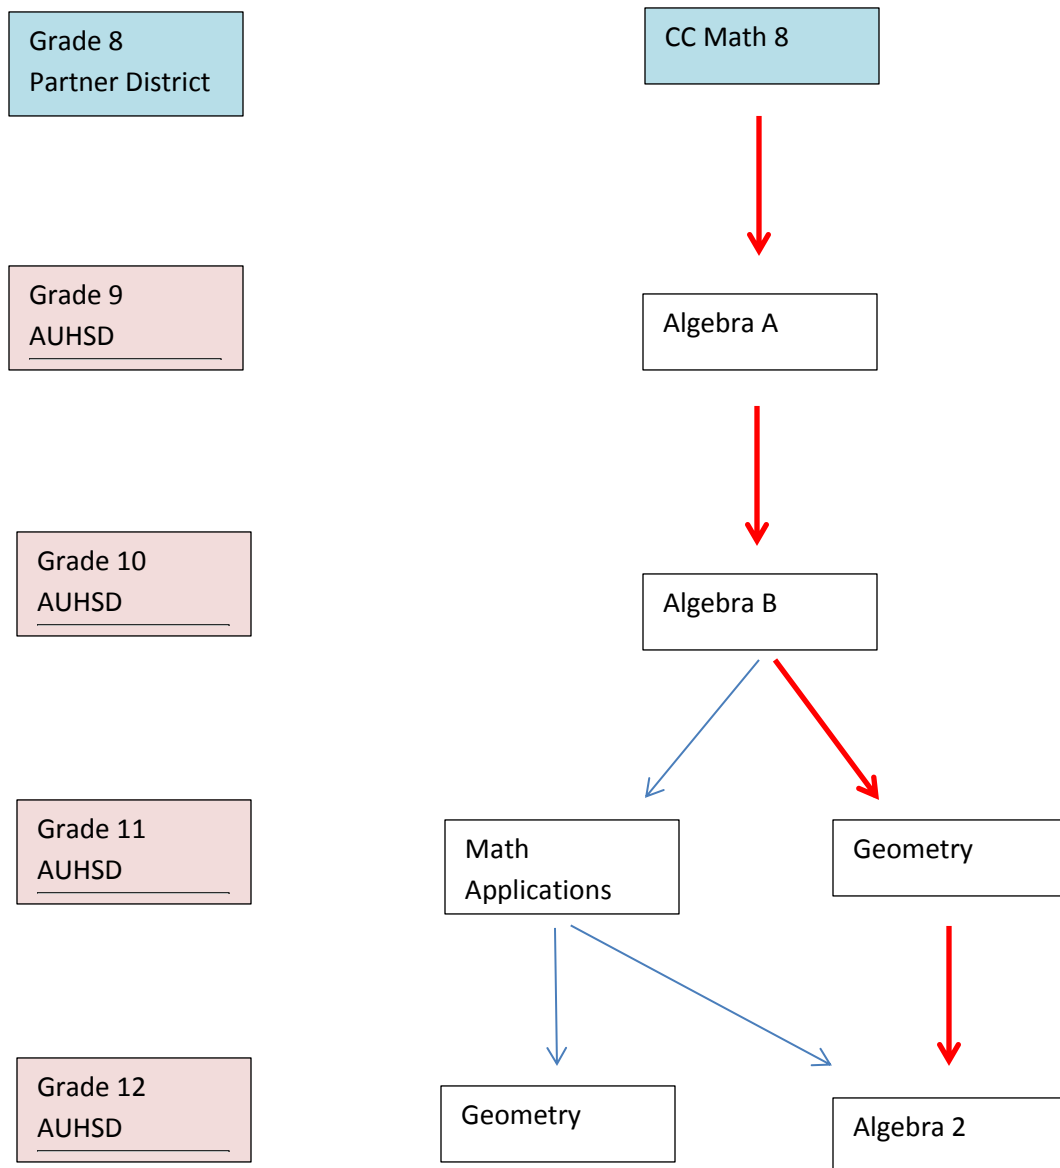 Grade 8
Partner District
CC Math 8
Grade 9
AUHSD
Algebra A
Grade 10
AUHSD
Algebra B
Grade 11
AUHSD
Math
Applications
Geometry
Grade 12
AUHSD
Geometry
Algebra 2